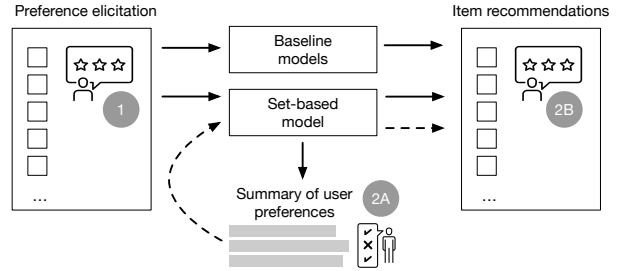 Preference elicitation
Item recommendations
Baseline
models
Set-based
model
1
2B
...
...
Summary of user
preferences
2A